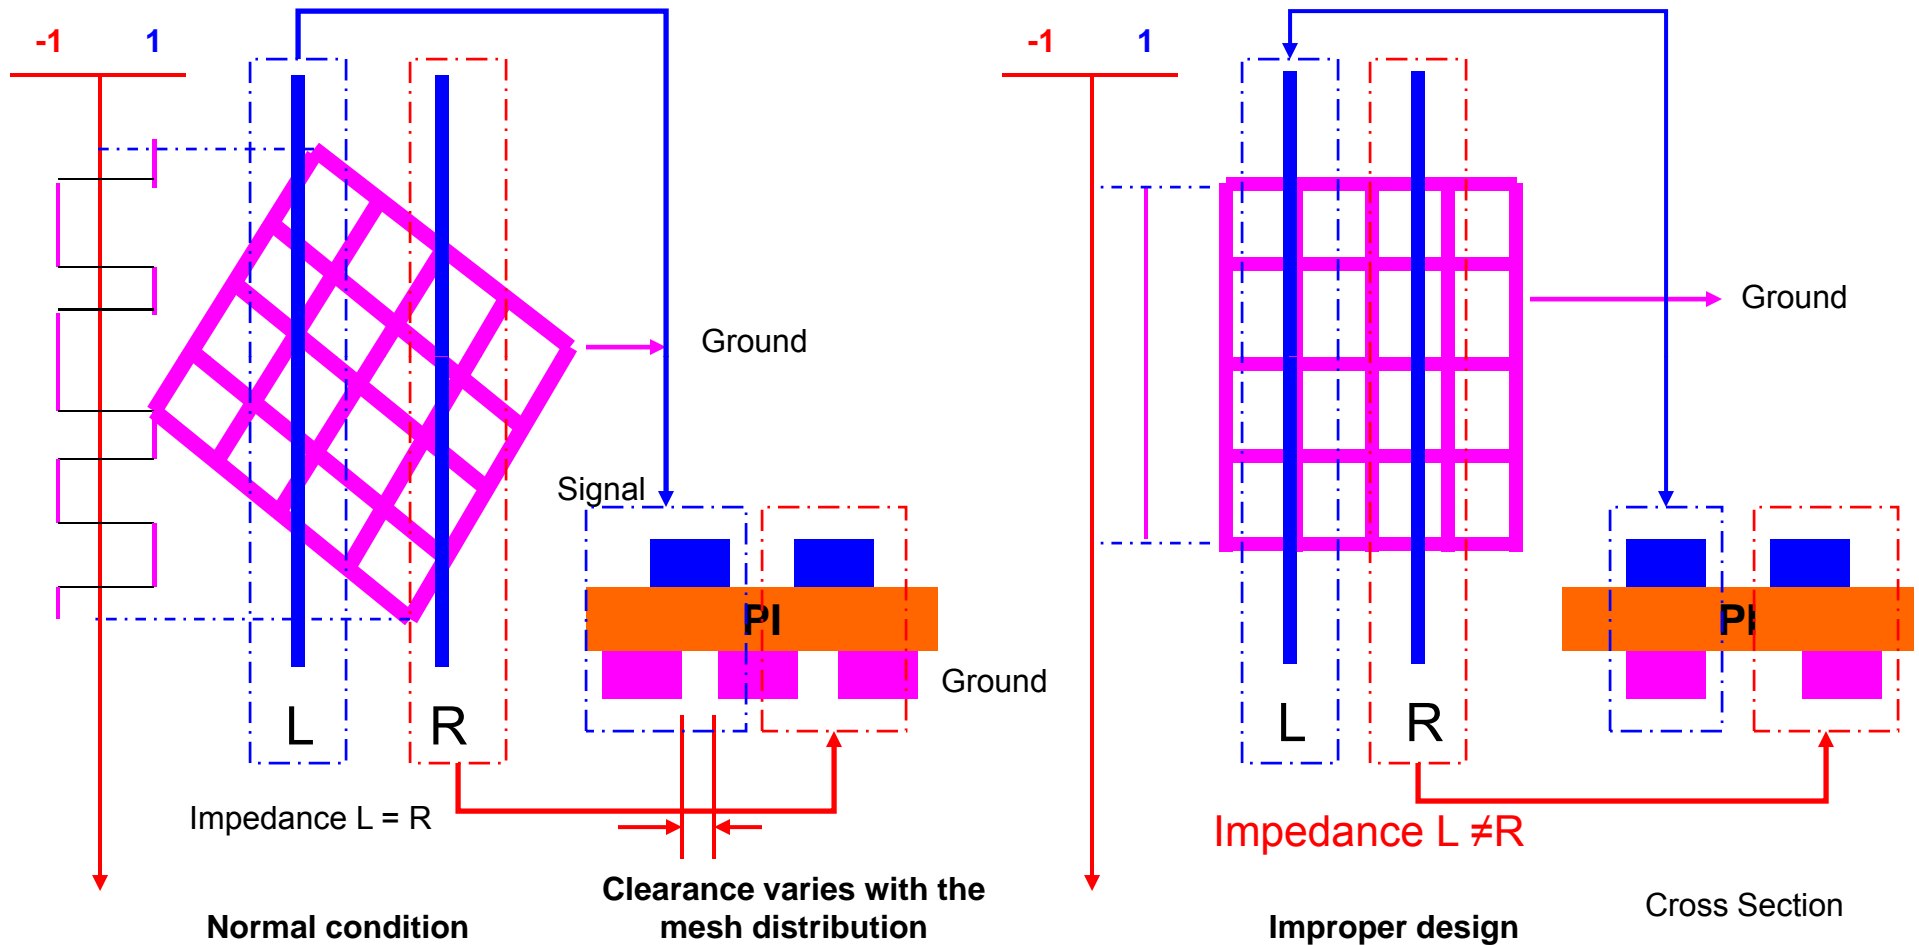 -1 1
Ground
Signal
PI
Ground
L R
Impedance L = R
Clearance varies with the
mesh distribution
Normal condition
-1 1
Ground
PI
L R
Impedance L ≠R
Cross Section
Improper design